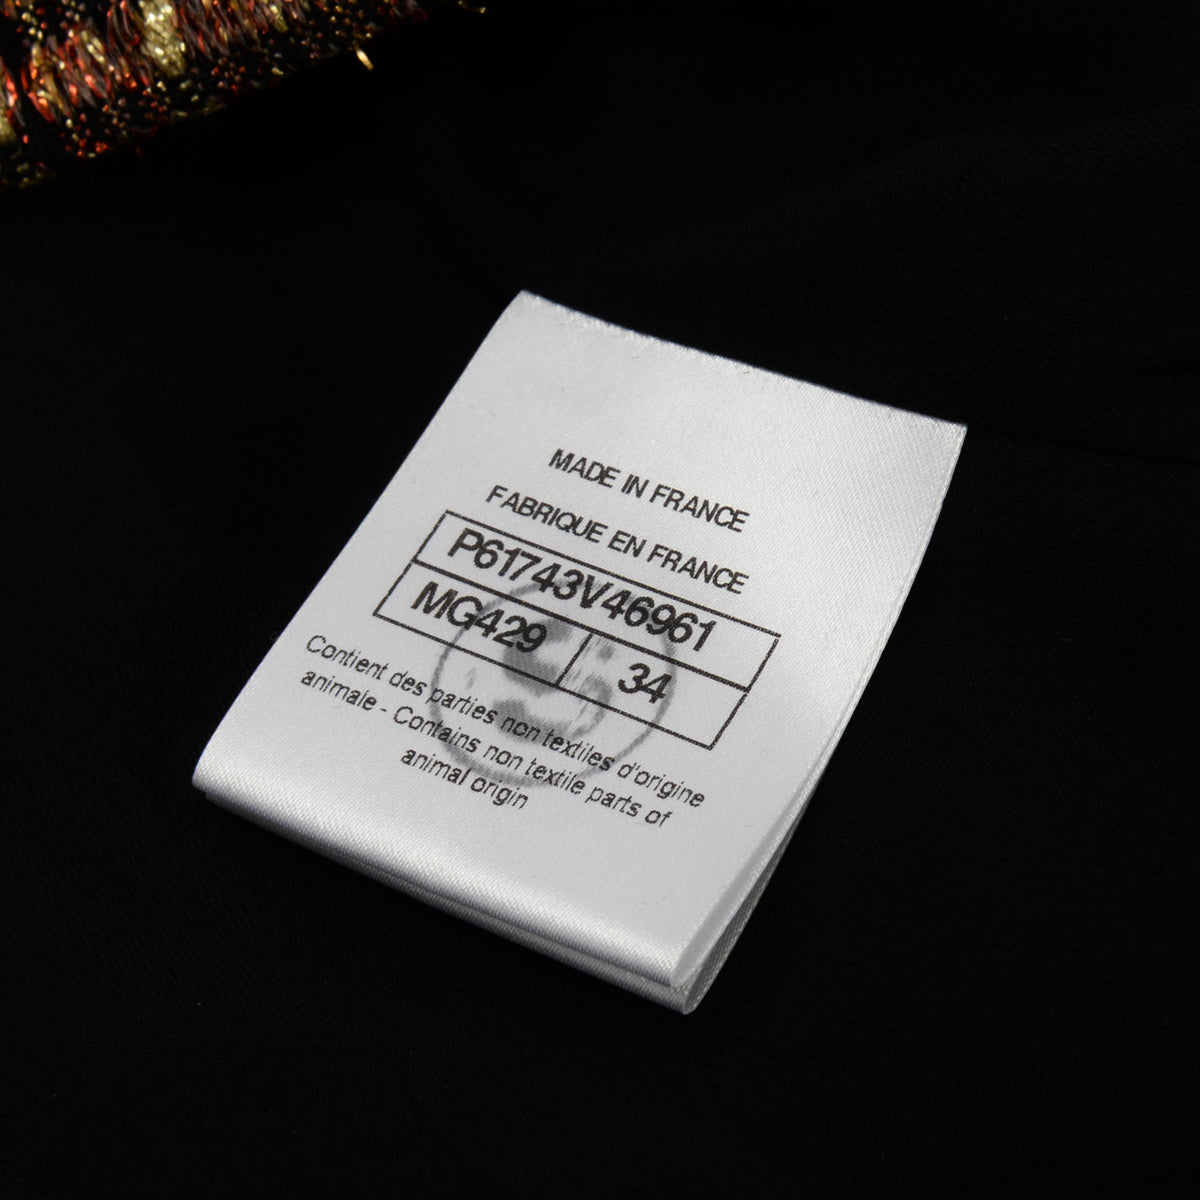 MADE IN FRANCE
FABRIQUE EN FRANCE
P61743V46961
MG429 34
Contient des parties non textiles d'origine
animale - Contains non textile parts of
animal origin